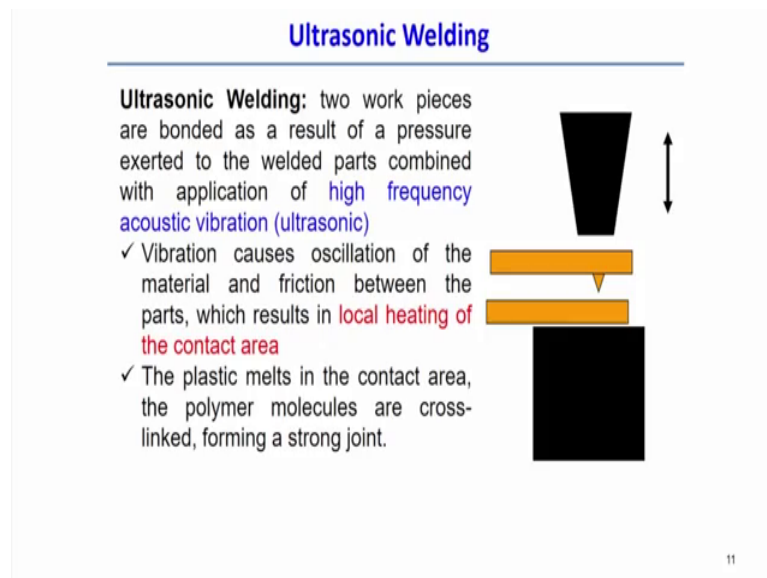 Ultrasonic Welding
Ultrasonic Welding: two work pieces
are bonded as a result of a pressure
exerted to the welded parts combined
with application of high frequency
acoustic vibration (ultrasonic)
✓ Vibration causes oscillation of the
material and friction between the
parts, which results in local heating of
the contact area
✓ The plastic melts in the contact area,
the polymer molecules are cross-
linked, forming a strong joint.
11